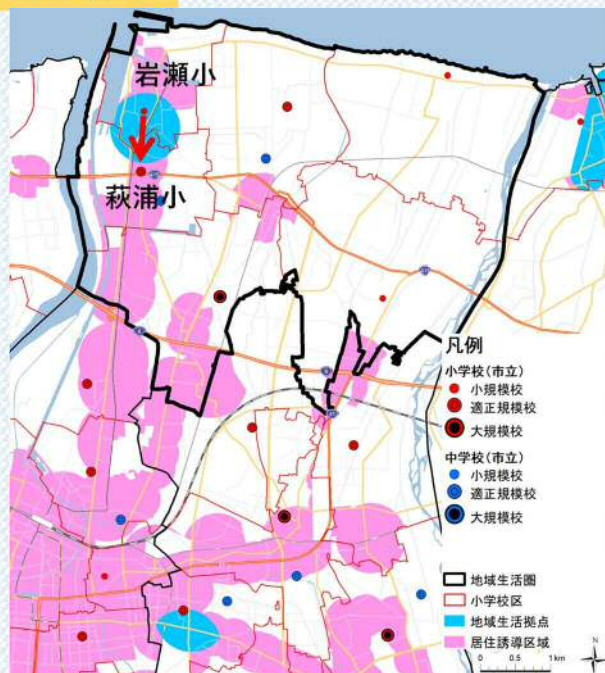 岩瀬小
萩浦小
凡例
小学校(市立)
小規模校
適正規模校
大規模校
中学校(市立)
小規模校
適正規模校
大規模校
地域生活圏
小学校区
地域生活拠点
居住誘導区域
N
0 0.5 1km